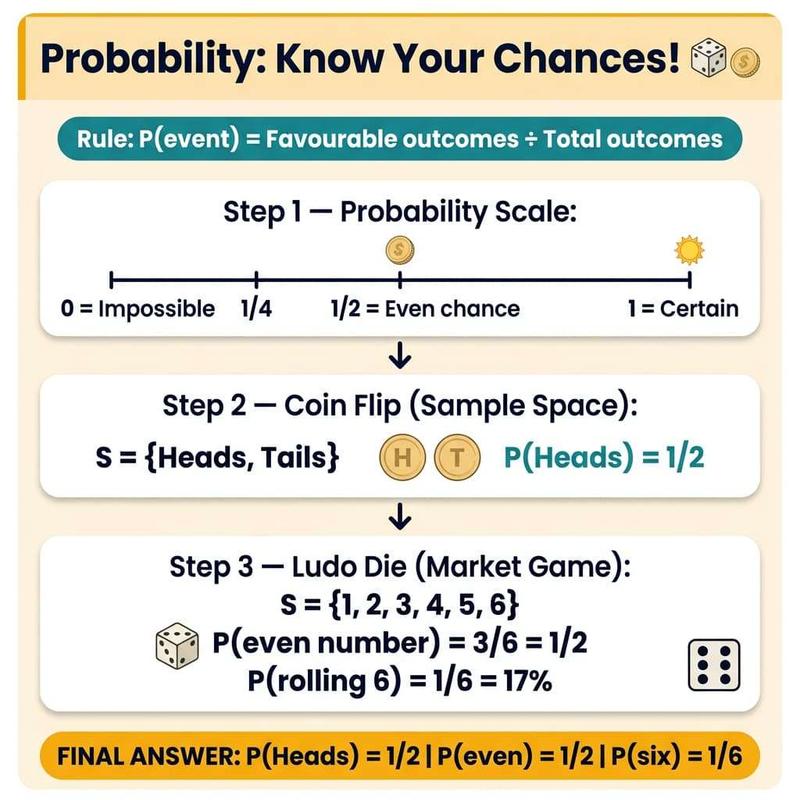 Probability: Know Your Chances!
Rule: P(event) = Favourable outcomes ÷ Total outcomes
Step 1 — Probability Scale:
$
0 = Impossible 1/4 1/2 = Even chance 1 = Certain
Step 2 — Coin Flip (Sample Space):
S = {Heads, Tails} H T P(Heads) = 1/2
Step 3 — Ludo Die (Market Game):
S = {1, 2, 3, 4, 5, 6}
P(even number) = 3/6 = 1/2
P(rolling 6) = 1/6 = 17%
FINAL ANSWER: P(Heads) = 1/2 | P(even) = 1/2 | P(six) = 1/6